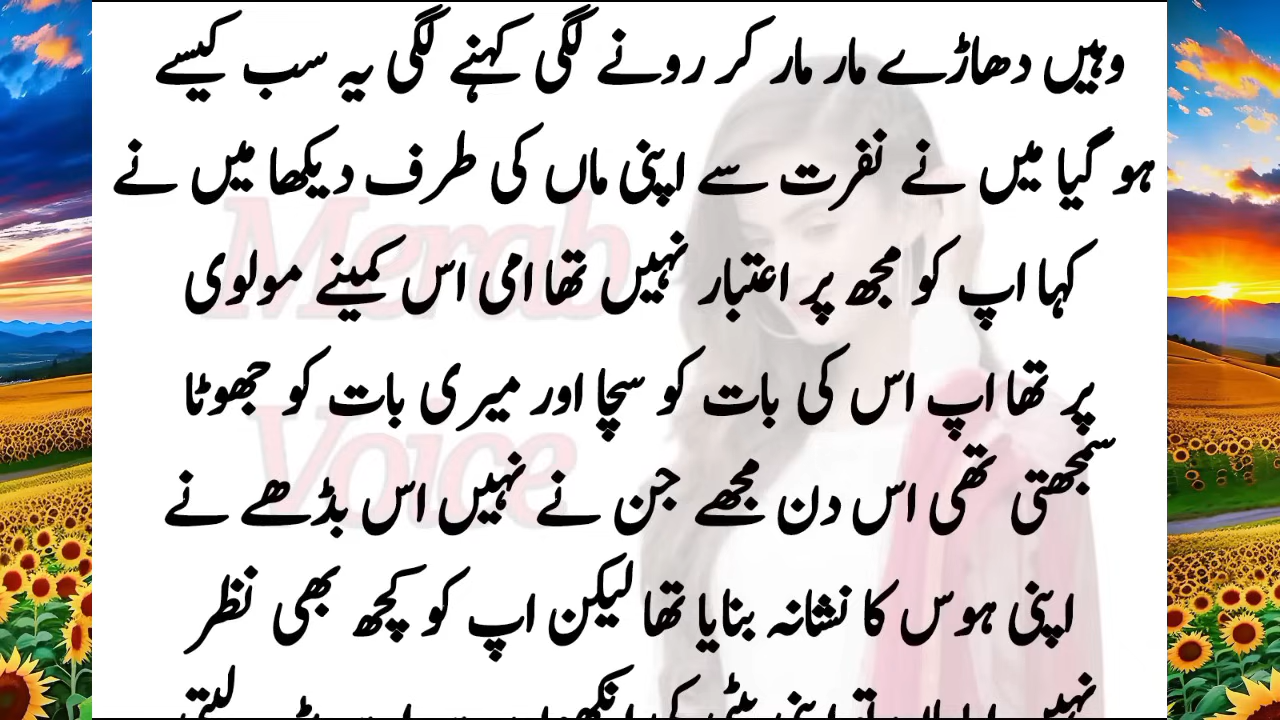 وہیں دھاڑے مار مار کر رونے لگی کہنے لگی یہ سب کیسے
ہو گیا میں نے نفرت سے اپنی ماں کی طرف دیکھا میں نے
کہا اپ کو مجھ پر اعتبار نہیں تھا امی اس کمینے مولوی
پر تھا اپ اس کی بات کو سچا اور میری بات کو جھوٹا
سمجھتی تھی اس دن مجھے جن نے نہیں اس بڈھے نے
اپنی ہوس کا نشانہ بنایا تھا لیکن اپ کو کچھ بھی نظر
نہیں
Merab
Voice